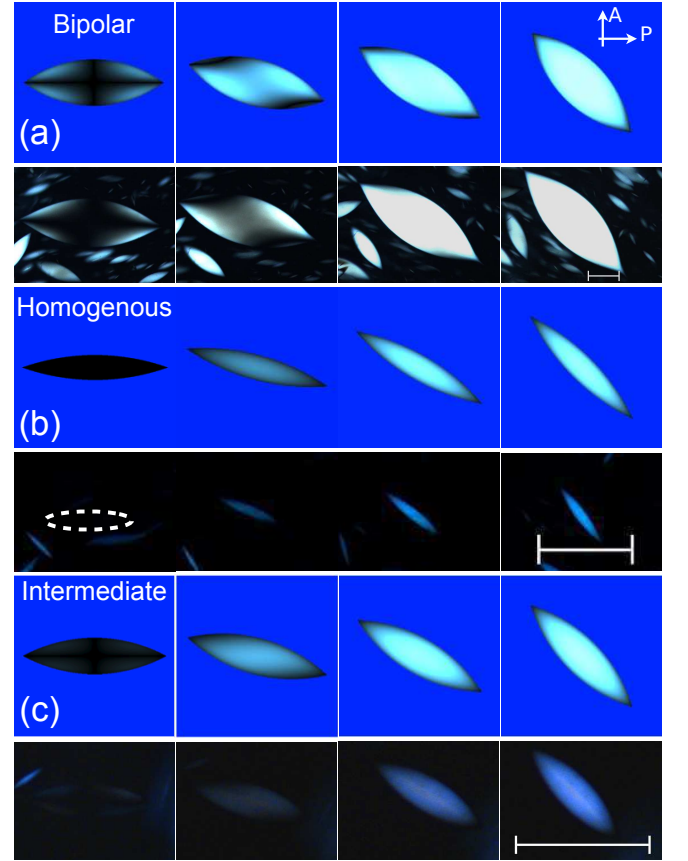 Bipolar
A
P
(a)
Homogenous
(b)
Intermediate
(c)